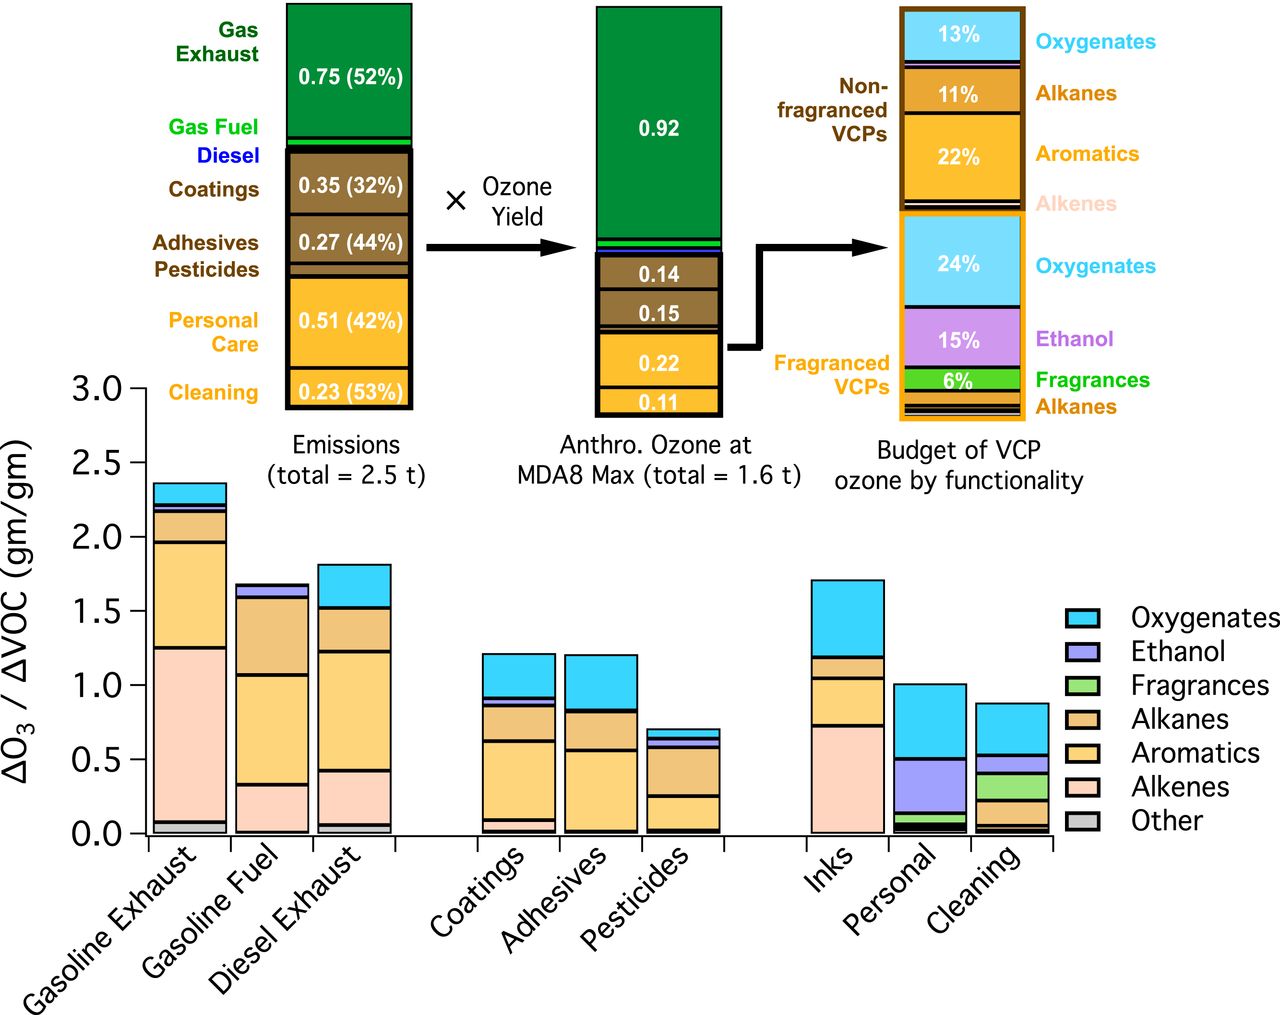 Gas
Exhaust
Gas Fuel
Diesel
Coatings
Adhesives
Pesticides
Personal
Care
Cleaning
0.75 (52%)
0.35 (32%)
0.27 (44%)
0.51 (42%)
0.23 (53%)
Emissions
(total = 2.5 t)
× Ozone
Yield
0.92
0.14
0.15
0.22
0.11
Anthro. Ozone at
MDA8 Max (total = 1.6 t)
Non-
fragranced
VCPs
Fragranced
VCPs
13%
11%
22%
24%
15%
6%
Oxygenates
Alkanes
Aromatics
Alkenes
Oxygenates
Ethanol
Fragrances
Alkanes
Budget of VCP
ozone by functionality
ΔO₃ / ΔVOC (gm/gm)
3.0
2.5
2.0
1.5
1.0
0.5
0.0
Gasoline Exhaust
Gasoline Fuel
Diesel Exhaust
Coatings
Adhesives
Pesticides
Inks
Personal
Cleaning
Oxygenates
Ethanol
Fragrances
Alkanes
Aromatics
Alkenes
Other